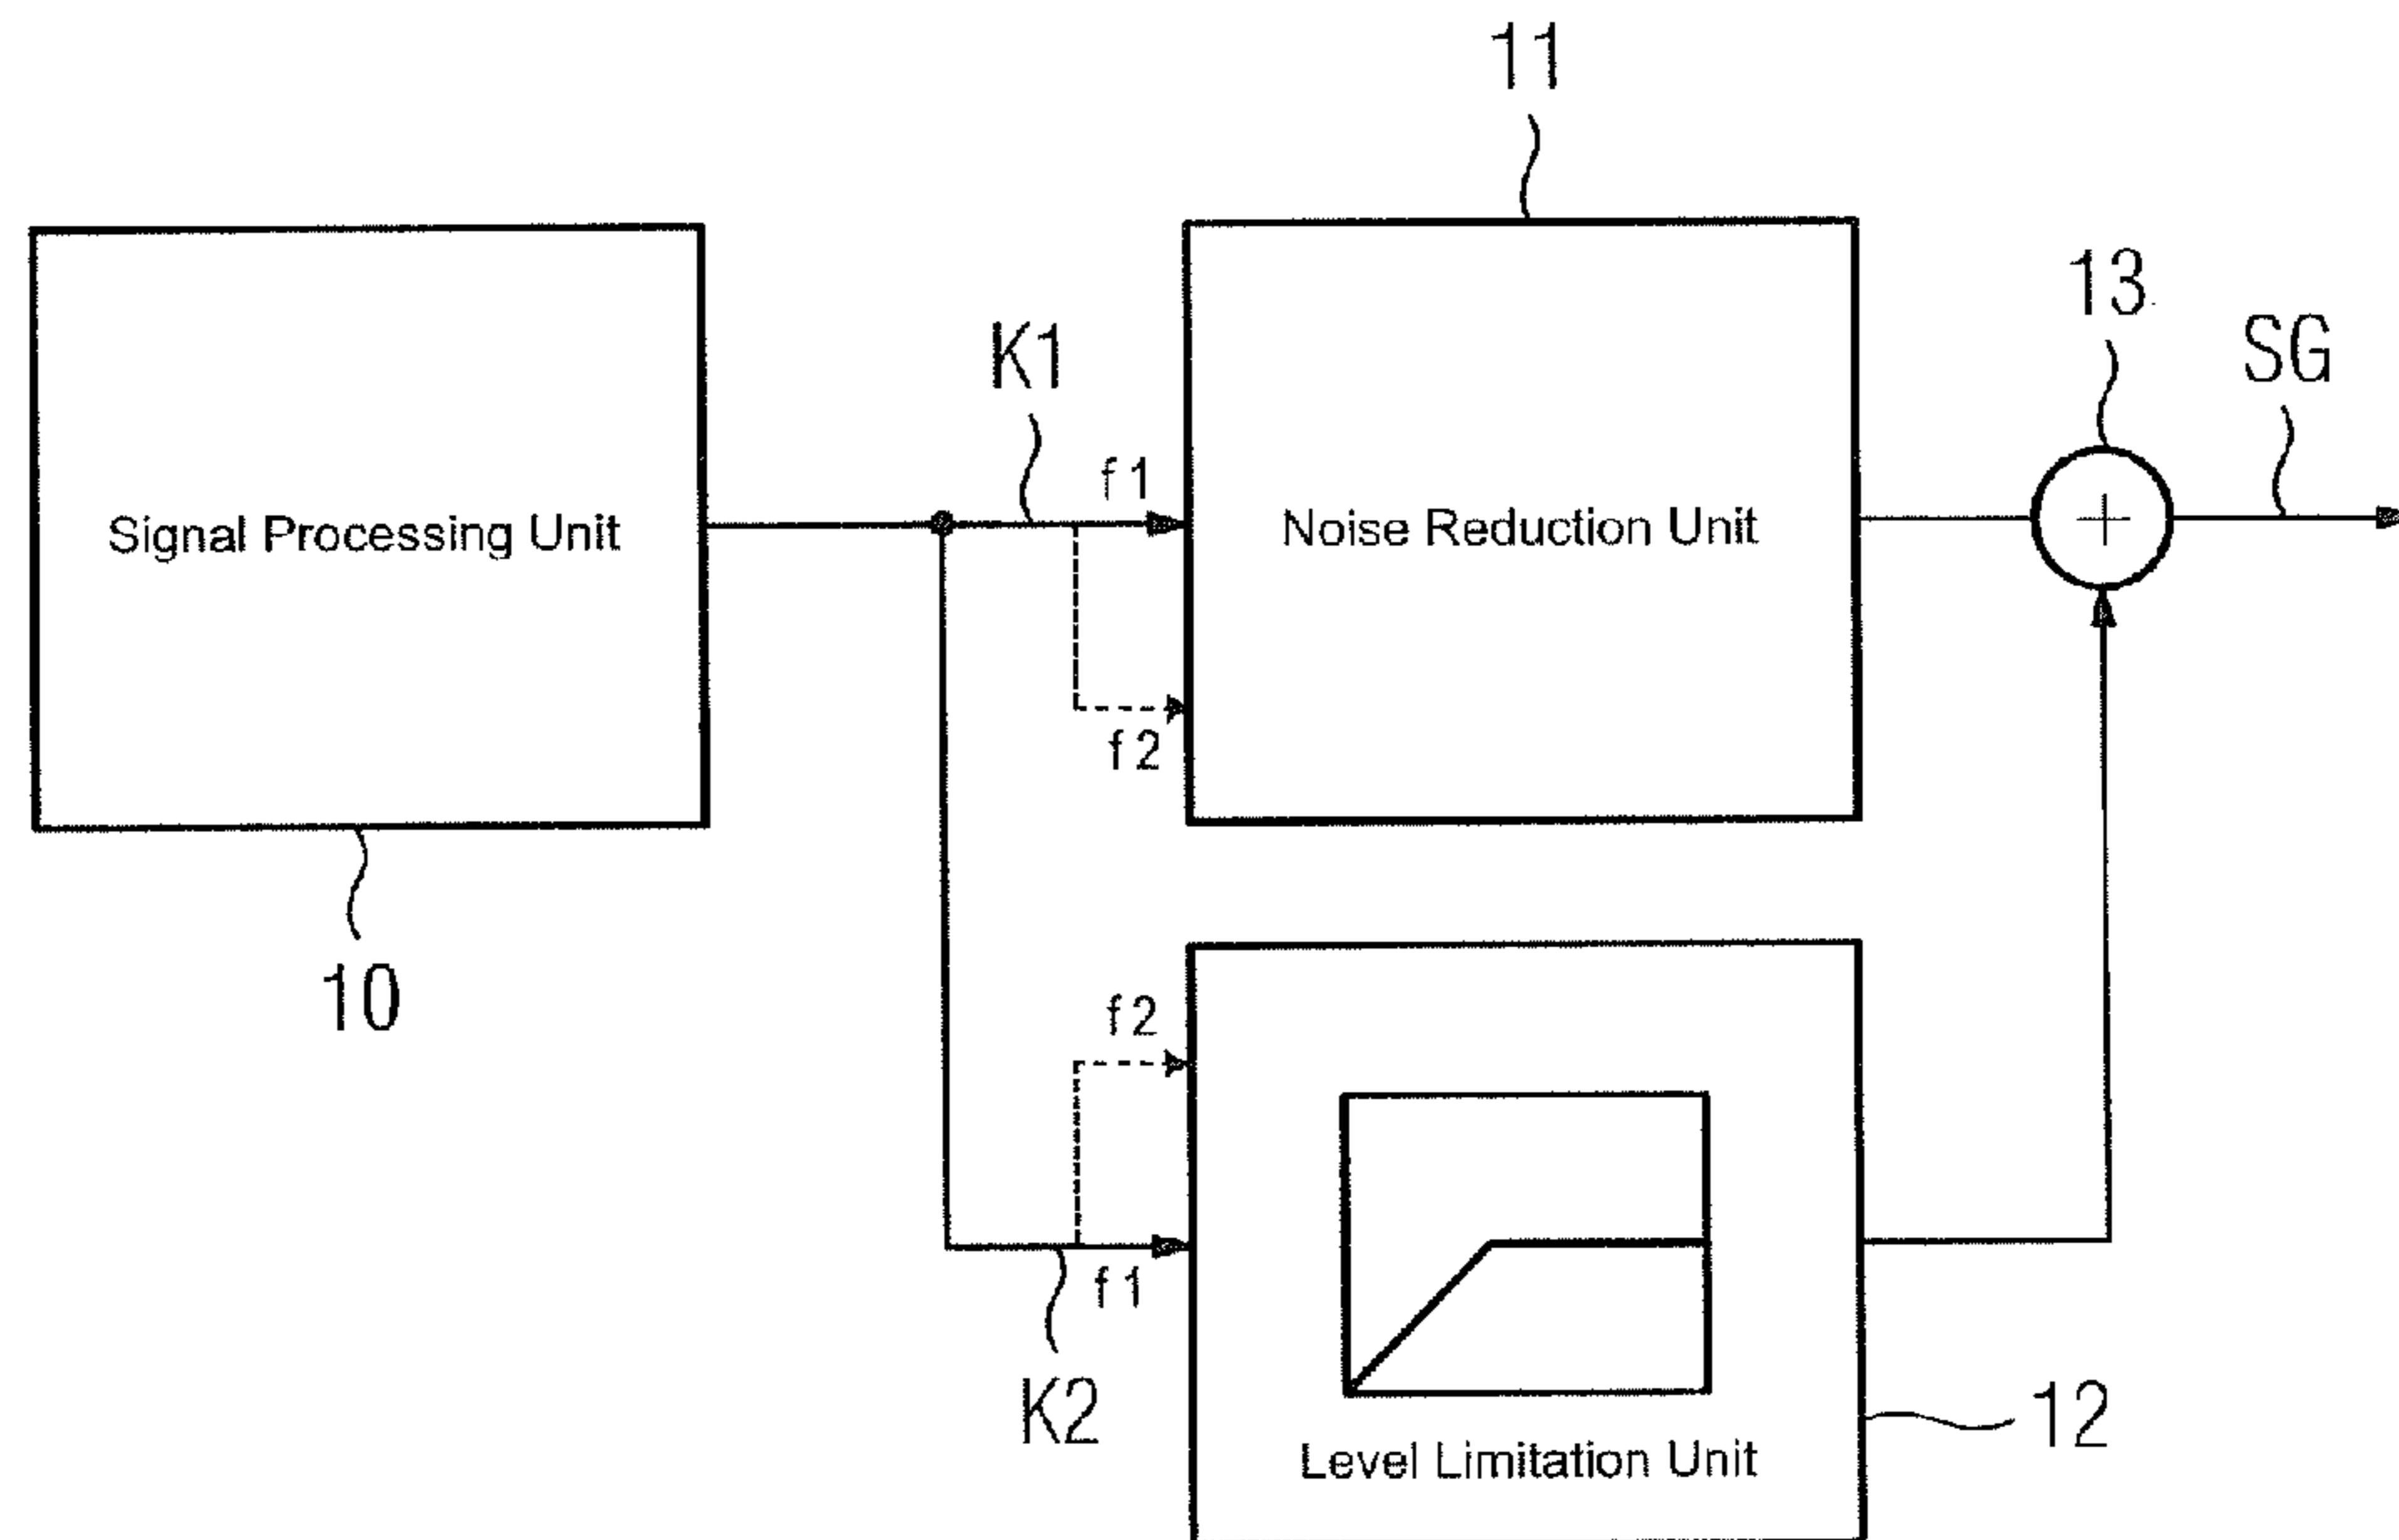 11
13
SG
K1
f1
Signal Processing Unit
Noise Reduction Unit
f2
10
f2
f1
K2
12
Level Limitation Unit